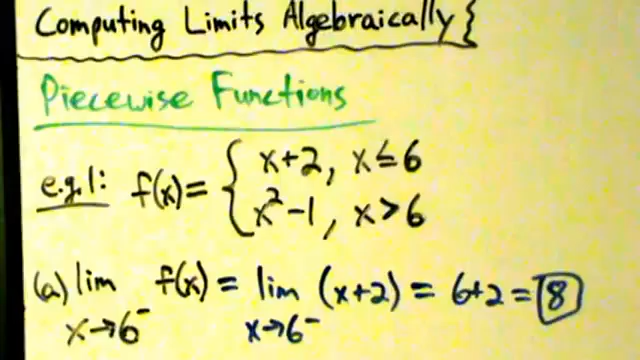 Computing Limits Algebraically
Piecewise Functions
e.g.1: f(x) = { x+2, x ≤ 6
x² -1, x > 6
(a) lim f(x) = lim (x+2) = 6+2 = 8
x→6⁻ x→6⁻